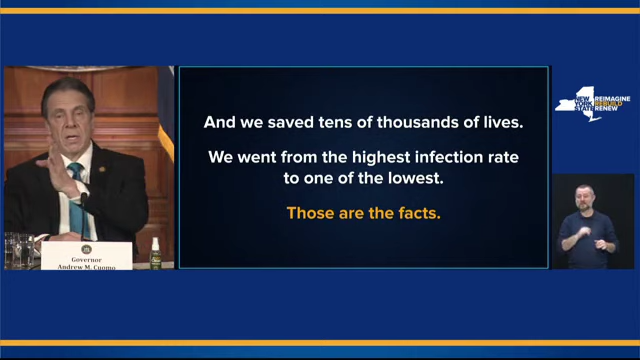 And we saved tens of thousands of lives.
We went from the highest infection rate
to one of the lowest.
Those are the facts.
NEW
YORK
STATE
REIMAGINE
REBUILD
RENEW
Governor
Andrew M. Cuomo